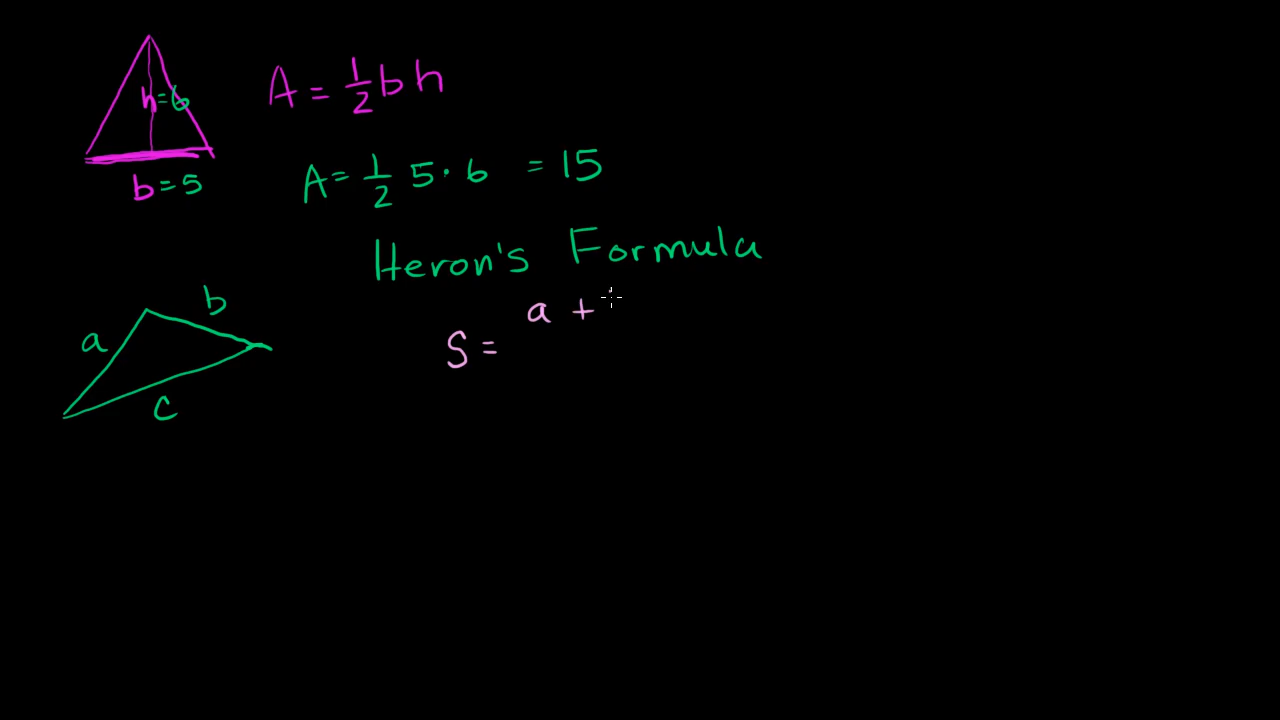 h=6
A = 1/2 b h
b=5
A = 1/2 5·6 = 15
Heron's Formula
a
b
c
S = a +